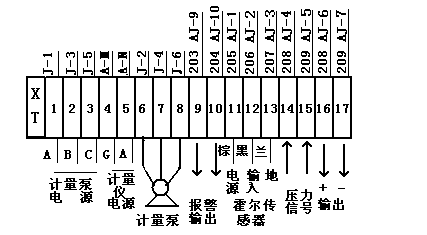 J-1
J-3
J-5
A-M
A-N
J-2
J-4
J-6
203 AJ-9
204 AJ-10
205 AJ-1
206 AJ-2
207 AJ-3
208 AJ-4
209 AJ-5
208 AJ-6
209 AJ-7
XT 1 2 3 4 5 6 7 8 9 10 11 12 13 14 15 16 17
A B C G A 棕 黑 兰
计量泵
电源
计量仪
电源
计量泵
报警
输出
电源 输入 地
霍尔传
感器
压力
信号
+ −
输出